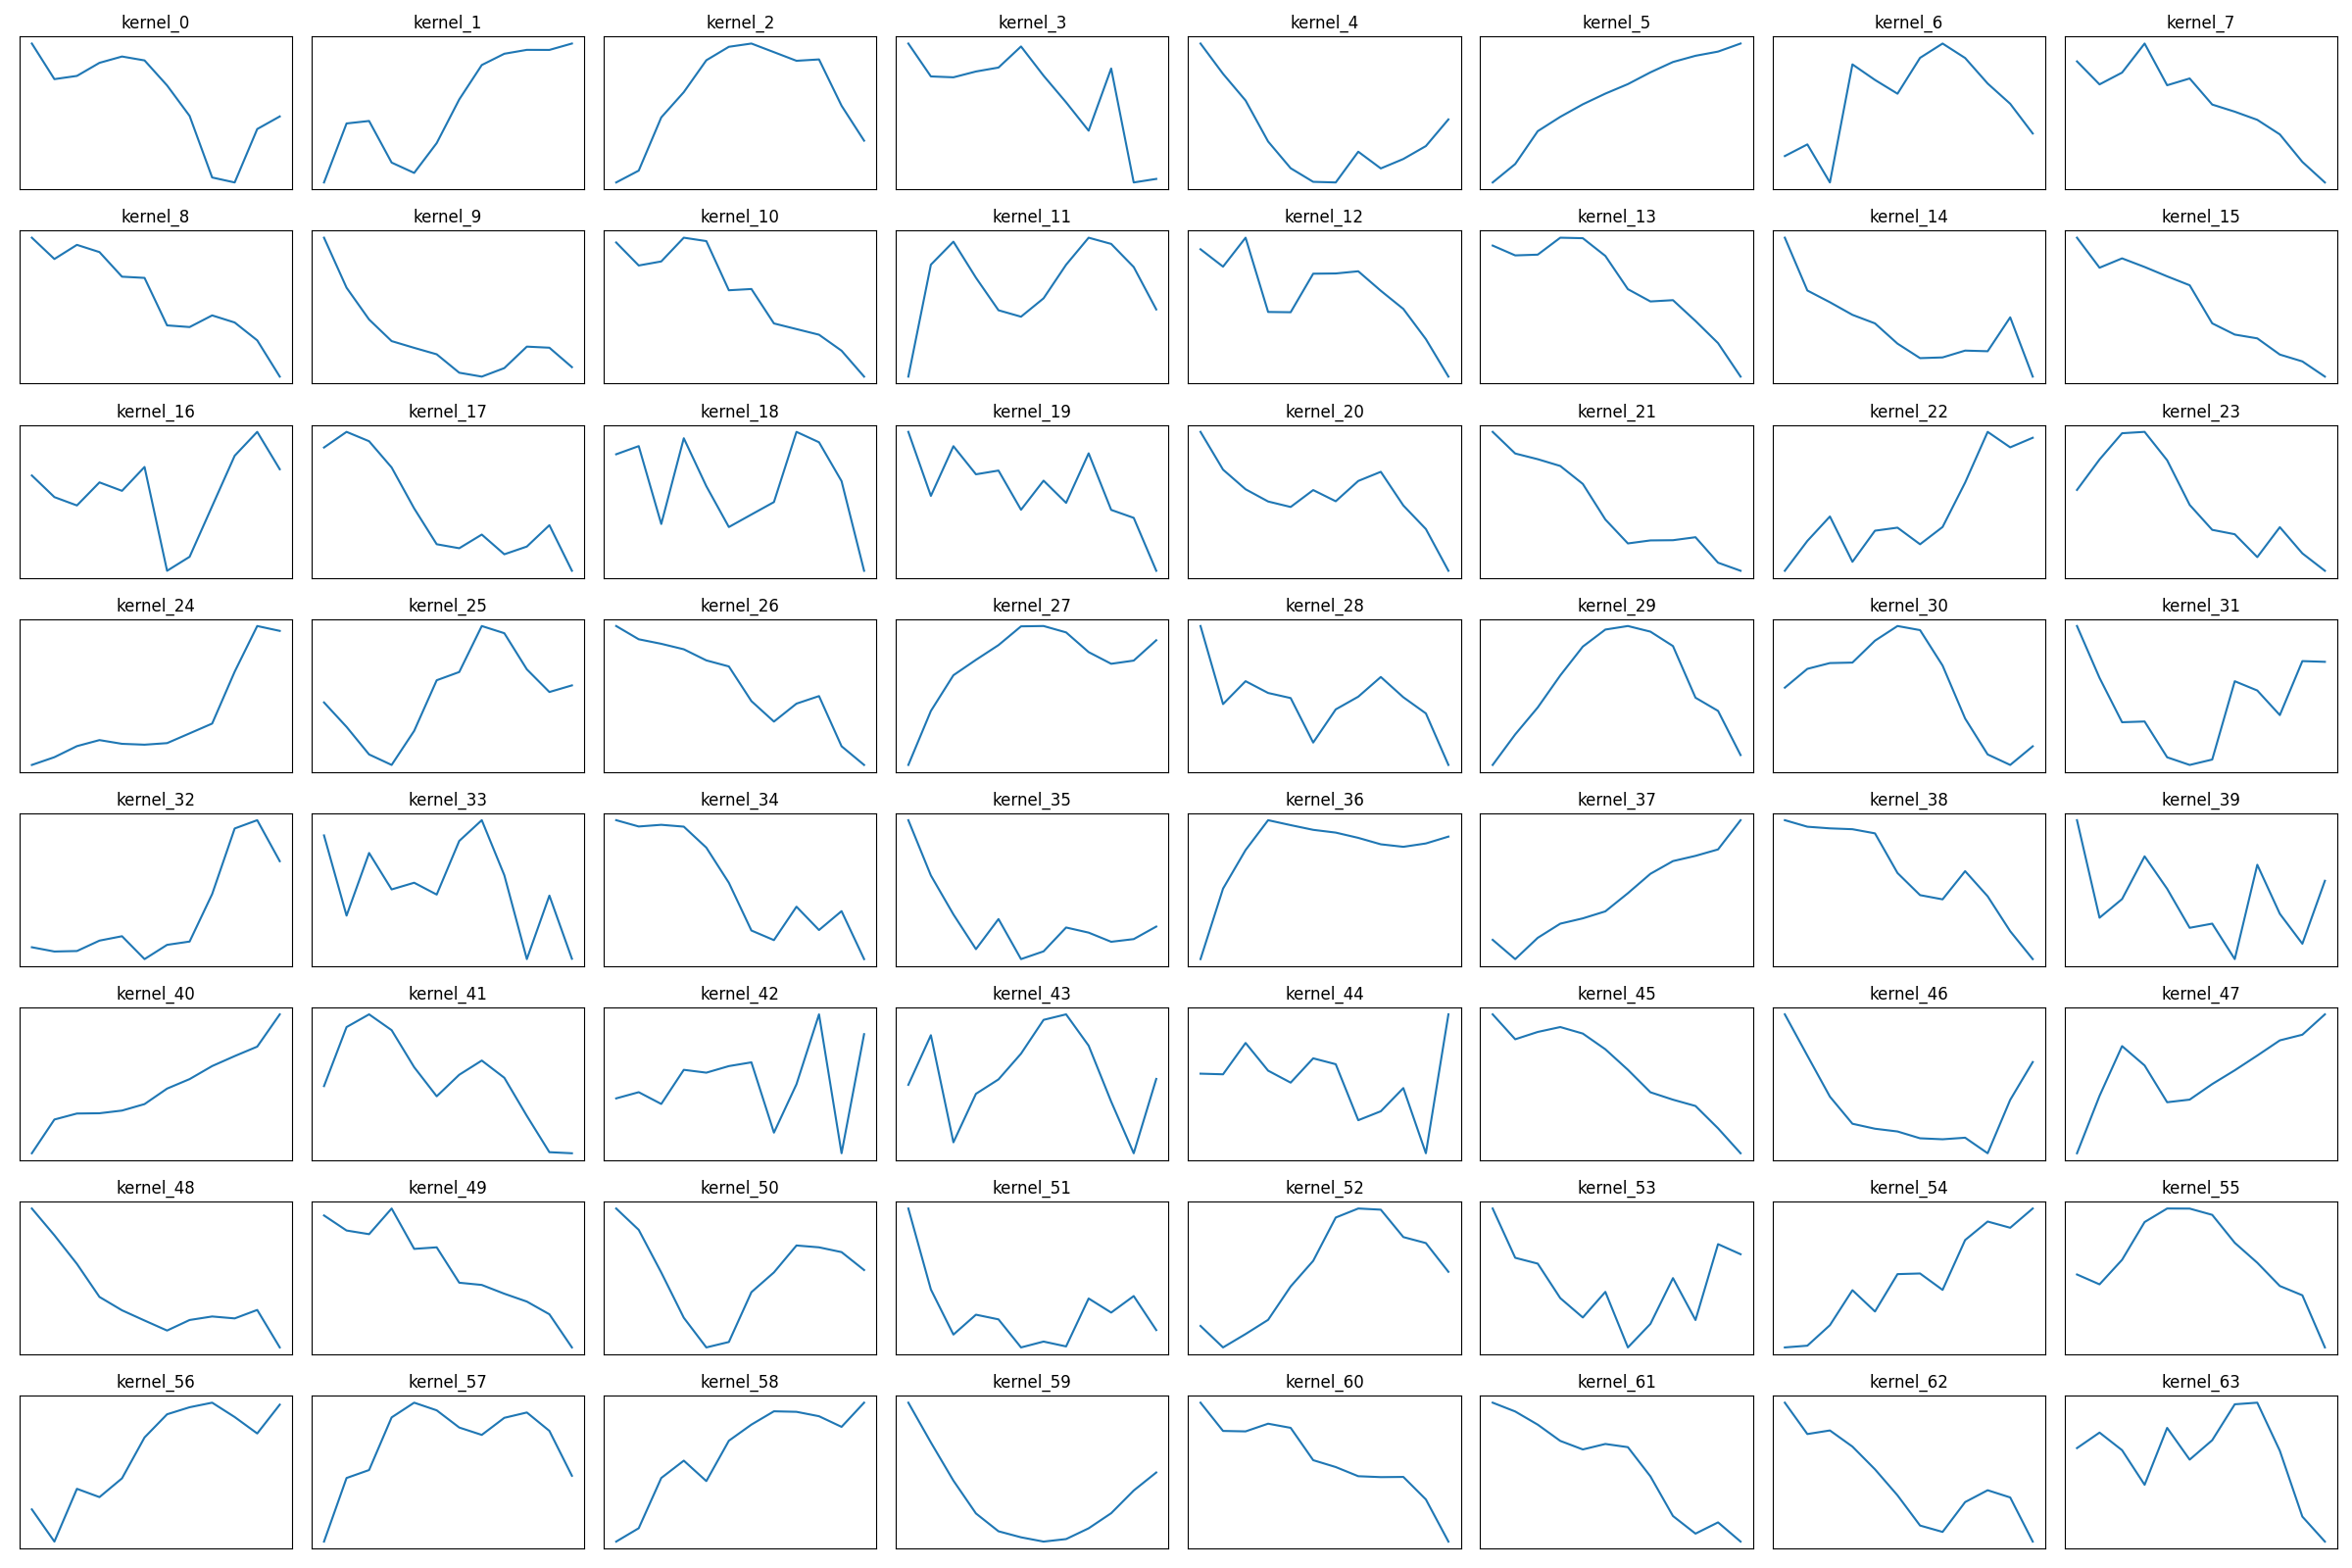 kernel_0 kernel_1 kernel_2 kernel_3 kernel_4 kernel_5 kernel_6 kernel_7
kernel_8 kernel_9 kernel_10 kernel_11 kernel_12 kernel_13 kernel_14 kernel_15
kernel_16 kernel_17 kernel_18 kernel_19 kernel_20 kernel_21 kernel_22 kernel_23
kernel_24 kernel_25 kernel_26 kernel_27 kernel_28 kernel_29 kernel_30 kernel_31
kernel_32 kernel_33 kernel_34 kernel_35 kernel_36 kernel_37 kernel_38 kernel_39
kernel_40 kernel_41 kernel_42 kernel_43 kernel_44 kernel_45 kernel_46 kernel_47
kernel_48 kernel_49 kernel_50 kernel_51 kernel_52 kernel_53 kernel_54 kernel_55
kernel_56 kernel_57 kernel_58 kernel_59 kernel_60 kernel_61 kernel_62 kernel_63